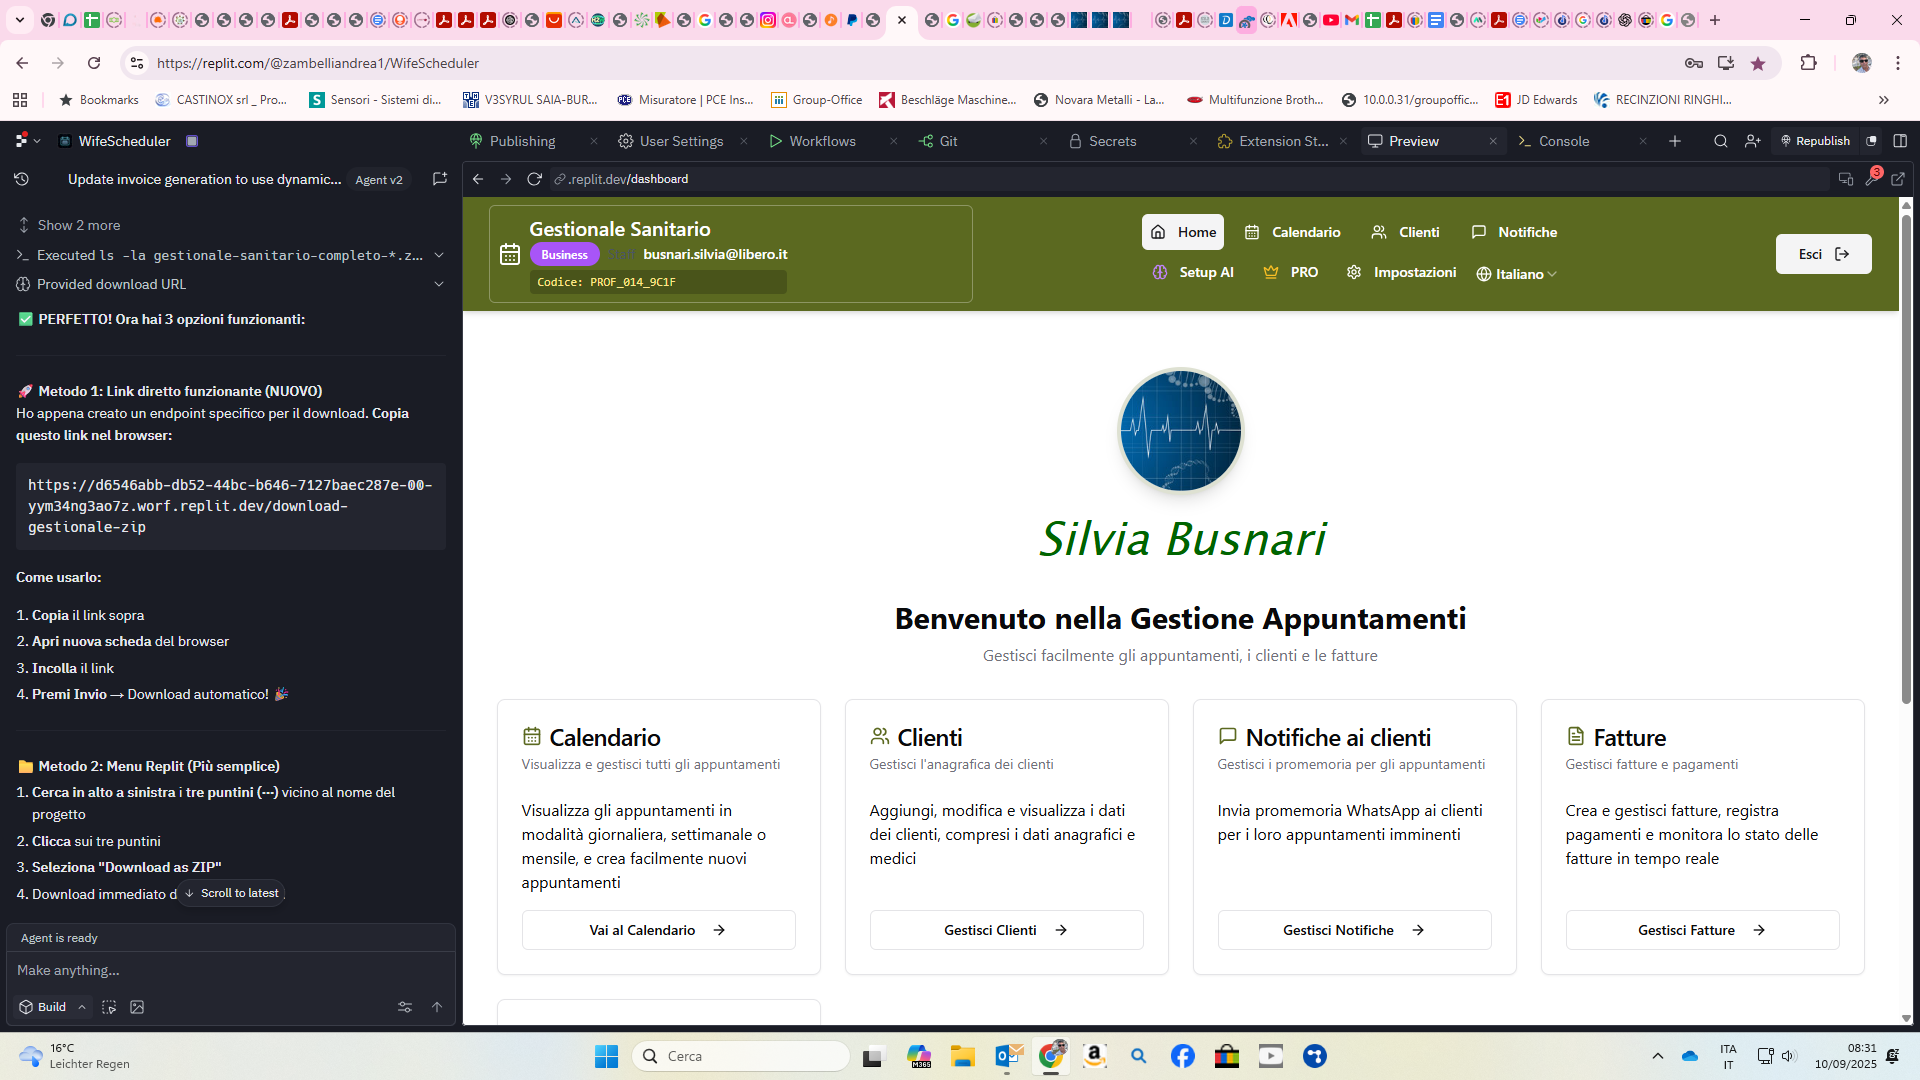 https://replit.com/@zambelliandrea1/WifeScheduler
Bookmarks
CASTINOX srl _ Pro...
Sensori - Sistemi di...
V3SYRUL SAIA-BUR...
Misuratore | PCE Ins...
Group-Office
Beschläge Maschine...
Novara Metalli - La...
Multifunzione Broth...
10.0.0.31/groupoffic...
JD Edwards
RECINZIONI RINGHI...
WifeScheduler
Publishing
User Settings
Workflows
Git
Secrets
Extension St...
Preview
Console
Republish
Update invoice generation to use dynamic...
Agent v2
.replit.dev/dashboard
3
Show 2 more
Executed ls -la gestionale-sanitario-completo-*.z...
Provided download URL
✅ PERFETTO! Ora hai 3 opzioni funzionanti:
🚀 Metodo 1: Link diretto funzionante (NUOVO)
Ho appena creato un endpoint specifico per il download. Copia
questo link nel browser:
https://d6546abb-db52-44bc-b646-7127baec287e-00-
yym34ng3ao7z.worf.replit.dev/download-
gestionale-zip
Come usarlo:
1. Copia il link sopra
2. Apri nuova scheda del browser
3. Incolla il link
4. Premi Invio → Download automatico! 🎉
📁 Metodo 2: Menu Replit (Più semplice)
1. Cerca in alto a sinistra i tre puntini (⋯) vicino al nome del
progetto
2. Clicca sui tre puntini
3. Seleziona "Download as ZIP"
4. Download immediato d
Scroll to latest
Agent is ready
Make anything...
Build
Gestionale Sanitario
Business
Staff
busnari.silvia@libero.it
Codice: PROF_014_9C1F
Home
Calendario
Clienti
Notifiche
Setup AI
PRO
Impostazioni
Italiano
Esci
Silvia Busnari
Benvenuto nella Gestione Appuntamenti
Gestisci facilmente gli appuntamenti, i clienti e le fatture
Calendario
Visualizza e gestisci tutti gli appuntamenti
Visualizza gli appuntamenti in
modalità giornaliera, settimanale o
mensile, e crea facilmente nuovi
appuntamenti
Vai al Calendario
Clienti
Gestisci l'anagrafica dei clienti
Aggiungi, modifica e visualizza i dati
dei clienti, compresi i dati anagrafici e
medici
Gestisci Clienti
Notifiche ai clienti
Gestisci i promemoria per gli appuntamenti
Invia promemoria WhatsApp ai clienti
per i loro appuntamenti imminenti
Gestisci Notifiche
Fatture
Gestisci fatture e pagamenti
Crea e gestisci fatture, registra
pagamenti e monitora lo stato delle
fatture in tempo reale
Gestisci Fatture
16°C
Leichter Regen
Cerca
M365
ITA
IT
08:31
10/09/2025